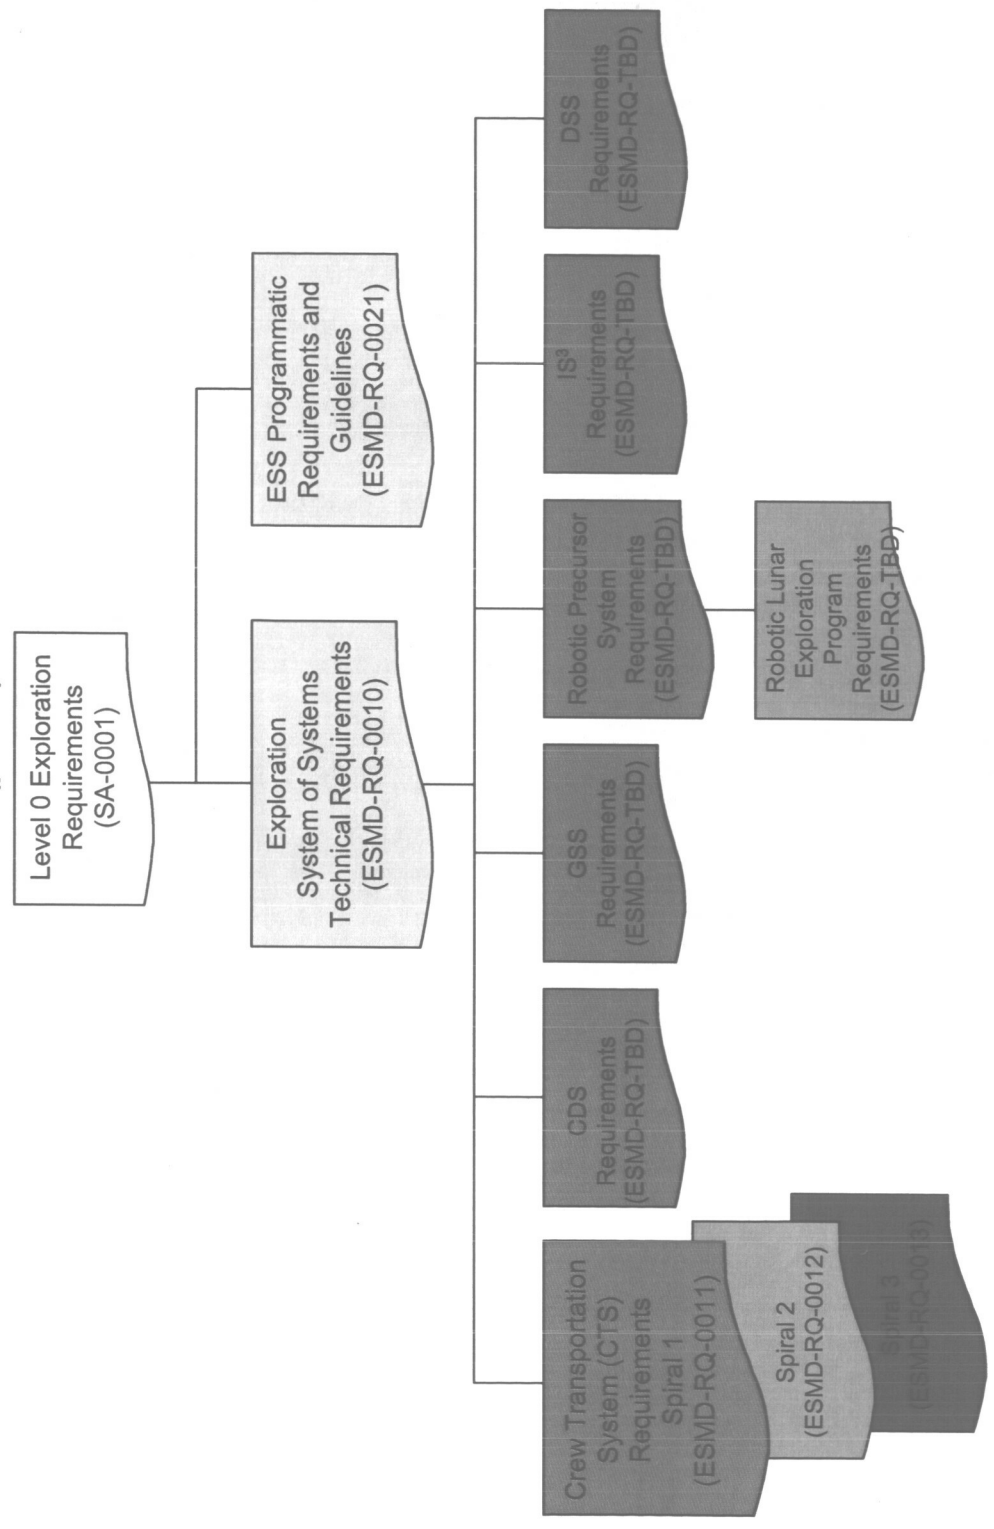 Level 0 Exploration
Requirements
(SA-0001)
Exploration
System of Systems
Technical Requirements
(ESMD-RQ-0010)
ESS Programmatic
Requirements and
Guidelines
(ESMD-RQ-0021)
Crew Transportation
System (CTS)
Requirements
Spiral 1
(ESMD-RQ-0011)
Spiral 2
(ESMD-RQ-0012)
Spiral 3
(ESMD-RQ-0013)
CDS
Requirements
(ESMD-RQ-TBD)
GSS
Requirements
(ESMD-RQ-TBD)
Robotic Precursor
System
Requirements
(ESMD-RQ-TBD)
Robotic Lunar
Exploration
Program
Requirements
(ESMD-RQ-TBD)
IS³
Requirements
(ESMD-RQ-TBD)
DSS
Requirements
(ESMD-RQ-TBD)